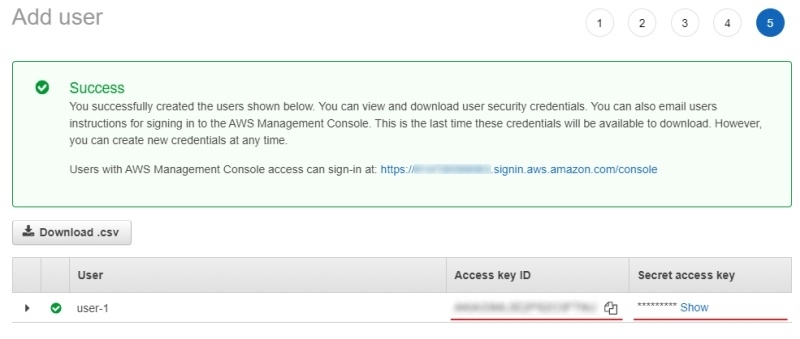 Add user
1 2 3 4 5
Success
You successfully created the users shown below. You can view and download user security credentials. You can also email users
instructions for signing in to the AWS Management Console. This is the last time these credentials will be available to download. However,
you can create new credentials at any time.
Users with AWS Management Console access can sign-in at: https:// .signin.aws.amazon.com/console
Download .csv
User Access key ID Secret access key
user-1 ********* Show